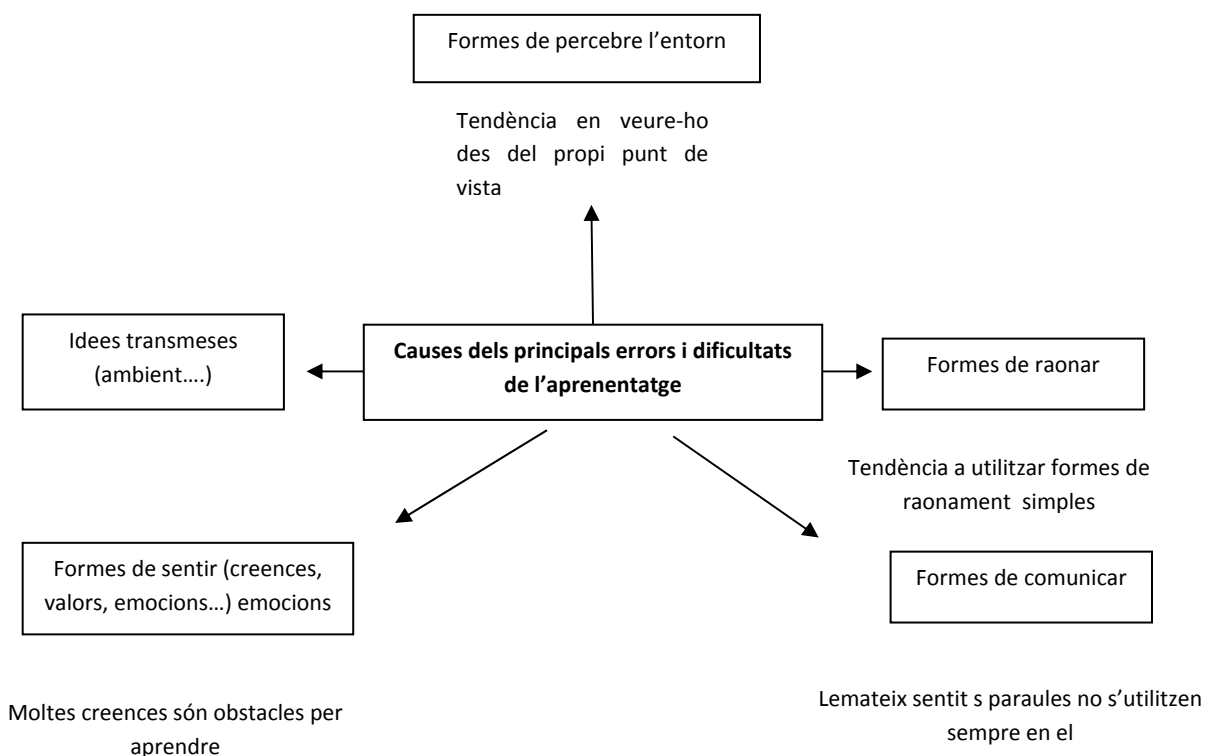 Formes de percebre l’entorn
Tendència en veure-ho
des del propi punt de
vista
Idees transmeses
(ambient….)
Causes dels principals errors i dificultats
de l’aprenentatge
Formes de raonar
Tendència a utilitzar formes de
raonament simples
Formes de sentir (creences,
valors, emocions…) emocions
Formes de comunicar
Moltes creences són obstacles per
aprendre
Lemateix sentit s paraules no s’utilitzen
sempre en el